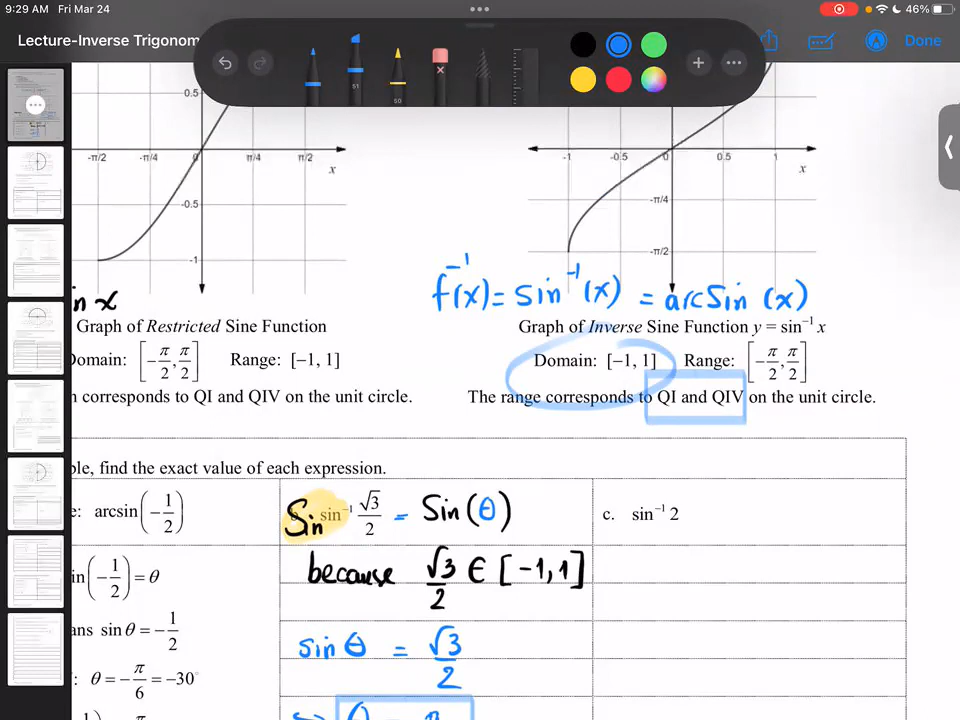 9:29 AM Fri Mar 24
46%
Lecture-Inverse Trigonom
Done
0.5
-π/2 -π/4 0 π/4 π/2
x
-0.5
-1
-1 -0.5 0 0.5 1
x
-π/4
-π/2
f⁻¹(x) = sin⁻¹(x) = arcsin(x)
in x
Graph of Restricted Sine Function
Domain: [-π/2, π/2] Range: [-1, 1]
corresponds to QI and QIV on the unit circle.
Graph of Inverse Sine Function y = sin⁻¹ x
Domain: [-1, 1] Range: [-π/2, π/2]
The range corresponds to QI and QIV on the unit circle.
ple, find the exact value of each expression.
e: arcsin(-1/2)
in(-1/2) = θ
ans sin θ = -1/2
: θ = -π/6 = -30°
Sin sin⁻¹ √3/2 = Sin(θ)
because √3/2 ∈ [-1,1]
sin θ = √3/2
c. sin⁻¹ 2